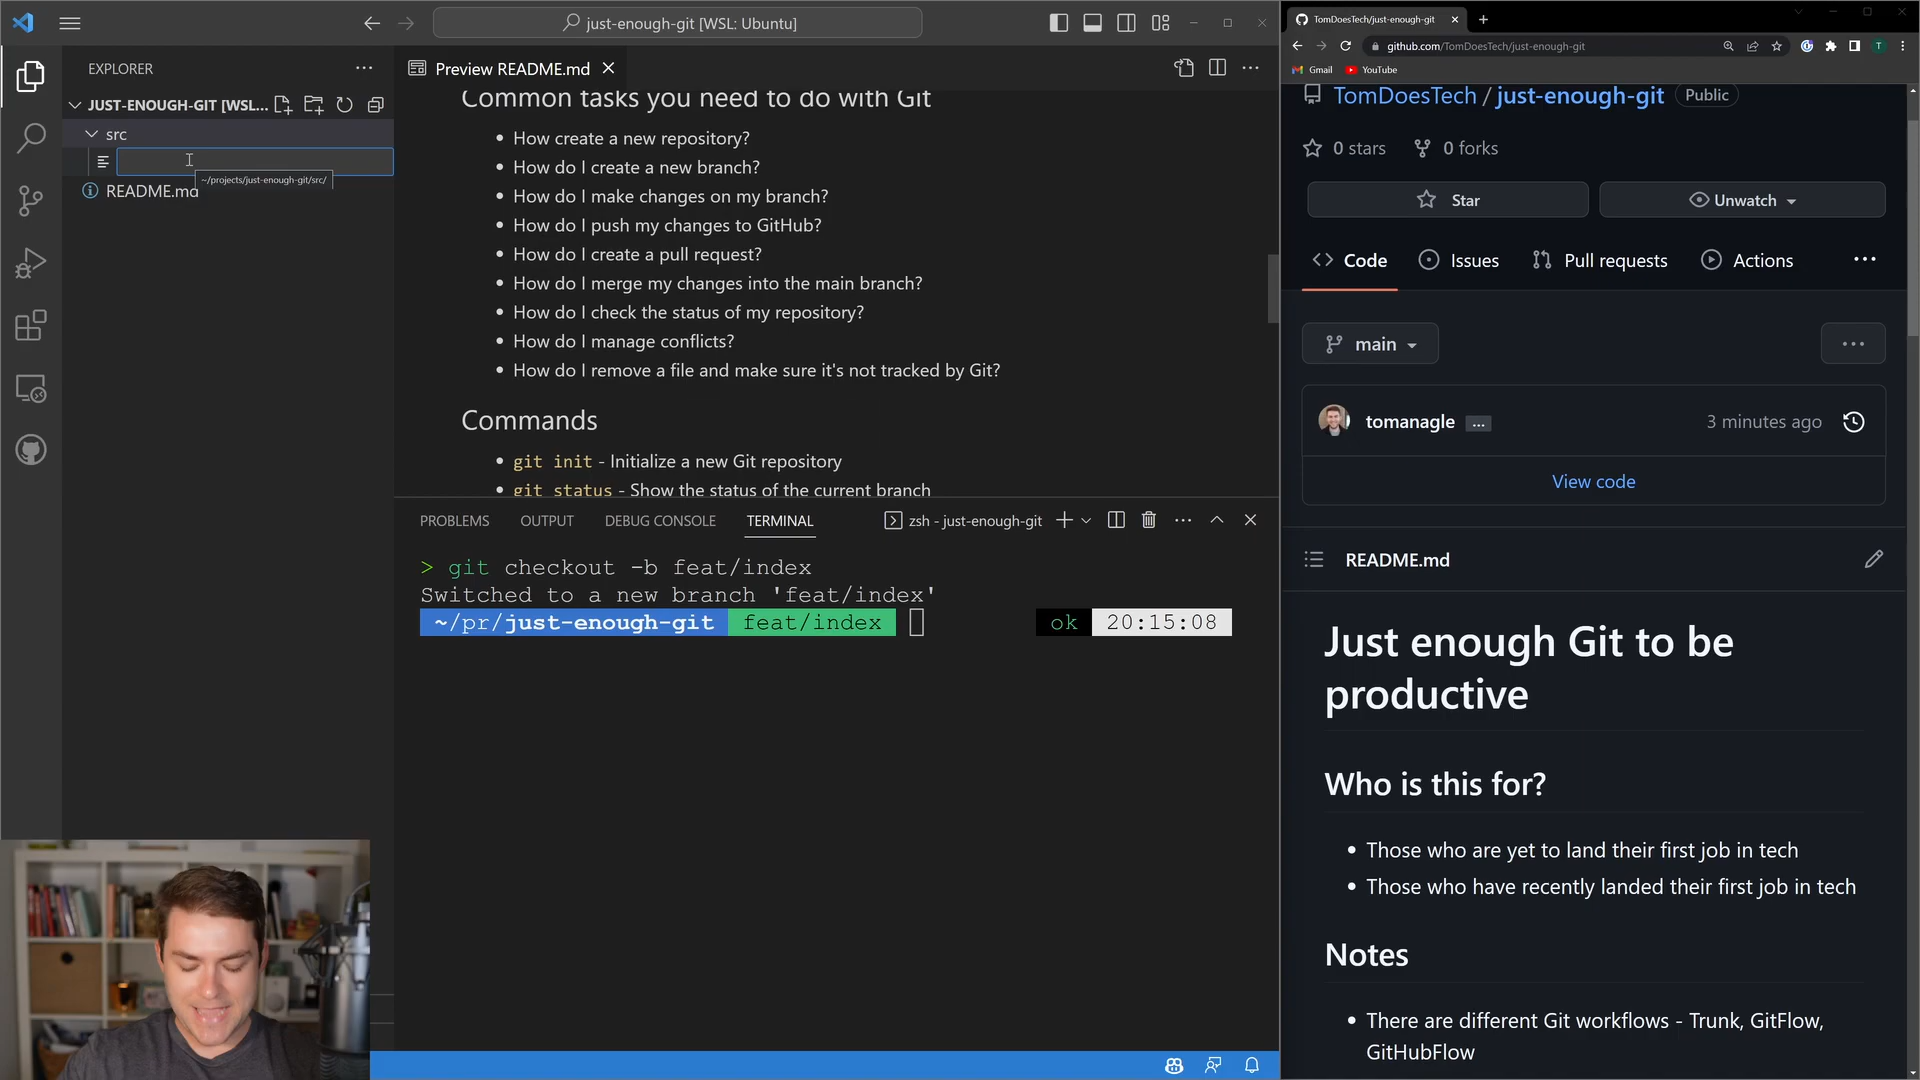 just-enough-git [WSL: Ubuntu]
EXPLORER
JUST-ENOUGH-GIT [WSL...
src
~/projects/just-enough-git/src/
README.md
Preview README.md
Common tasks you need to do with Git
• How create a new repository?
• How do I create a new branch?
• How do I make changes on my branch?
• How do I push my changes to GitHub?
• How do I create a pull request?
• How do I merge my changes into the main branch?
• How do I check the status of my repository?
• How do I manage conflicts?
• How do I remove a file and make sure it's not tracked by Git?
Commands
• git init - Initialize a new Git repository
• git status - Show the status of the current branch
PROBLEMS OUTPUT DEBUG CONSOLE TERMINAL zsh - just-enough-git
> git checkout -b feat/index
Switched to a new branch 'feat/index'
~/pr/just-enough-git feat/index ok 20:15:08
TomDoesTech/just-enough-git
github.com/TomDoesTech/just-enough-git
T
Gmail YouTube
TomDoesTech / just-enough-git Public
0 stars 0 forks
Star Unwatch
Code Issues Pull requests Actions
main
tomanagle ... 3 minutes ago
View code
README.md
Just enough Git to be
productive
Who is this for?
• Those who are yet to land their first job in tech
• Those who have recently landed their first job in tech
Notes
• There are different Git workflows - Trunk, GitFlow,
GitHubFlow